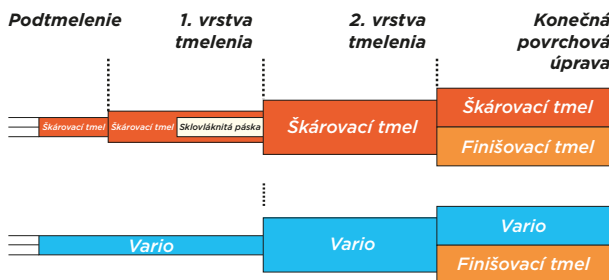 Podtmelenie
1. vrstva
tmelenia
2. vrstva
tmelenia
Konečná
povrchová
úprava
Škárovací tmel
Škárovací tmel
Sklovláknitá páska
Škárovací tmel
Škárovací tmel
Finišovací tmel
Vario
Vario
Vario
Finišovací tmel